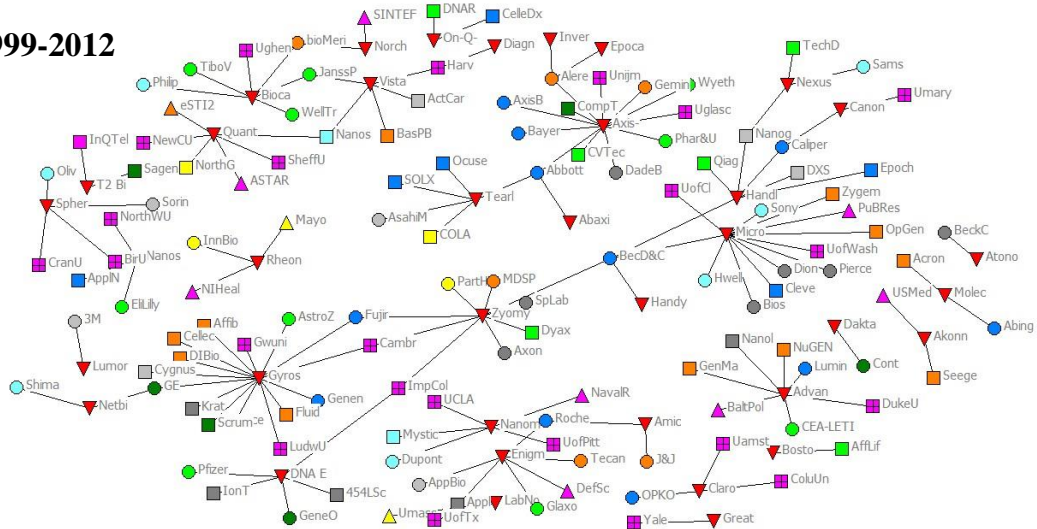 999-2012
SINTEF
DNAR
CelleDx
Ughen
bioMeri
Norch
On-Q-
Diagn
Inver
Epoca
TechD
TiboV
JanssP
Harv
Philip
Bioca
Vista
Alere
Unijm
Gemin
Wyeth
Nexus
Sams
eSTI2
WellTr
ActCar
AxisB
CompT
Uglasc
Canon
Umary
InQTel
NewCU
Quant
Nanos
BasPB
Bayer
Axis-
Phar&U
Nanog
Caliper
Sagen
NorthG
SheffU
Ocuse
CVTec
DadeB
Qiag
DXS
Epoch
Oliv
T2 Bi
ASTAR
SOLX
Abbott
Spher
Sorin
Tearl
UofCl
Handl
Zygem
NorthWU
Mayo
AsahiM
Abaxi
Sony
PuBRes
InnBio
COLA
Micro
OpGen
BeckC
CranU
BirU
Nanos
Rheon
BecD&C
UofWash
Atono
ApplN
NIHeal
PartH
MDSP
Hwell
Dion
Pierce
Acron
EliLilly
SpLab
Handy
Bios
Cleve
USMed
Molec
3M
Affib
AstroZ
Fujir
Zyomy
Dakta
Abing
Cellec
Gwuni
Cambr
Dyax
Nanol
NuGEN
Akonn
Lumor
DIBio
Axon
GenMa
Lumin
Cont
Cygnus
Gyros
Seege
Shima
GE
ImpCol
Advan
Netbi
Krat
Genen
UCLA
NavalR
BaltPol
DukeU
Scrum
Fluid
Roche
CEA-LETI
Mystic
Nanom
Amic
LudwU
UofPitt
Uamst
Bosto
AffLif
Dupont
Enigm
Tecan
J&J
Pfizer
DNA E
AppBio
DefSc
Claro
ColuUn
IonT
454LSc
Appl
LabNo
Glaxo
OPKO
GeneO
Umass
UofTx
Yale
Great